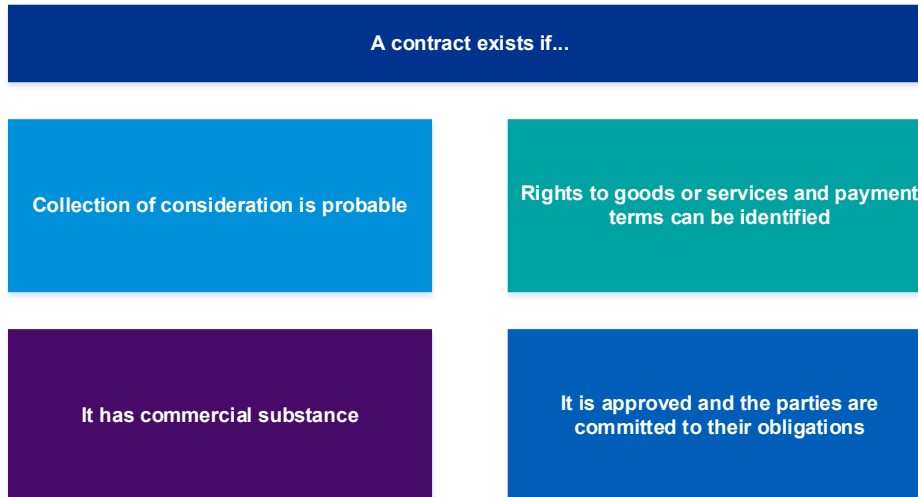 A contract exists if...
Collection of consideration is probable
Rights to goods or services and payment
terms can be identified
It has commercial substance
It is approved and the parties are
committed to their obligations